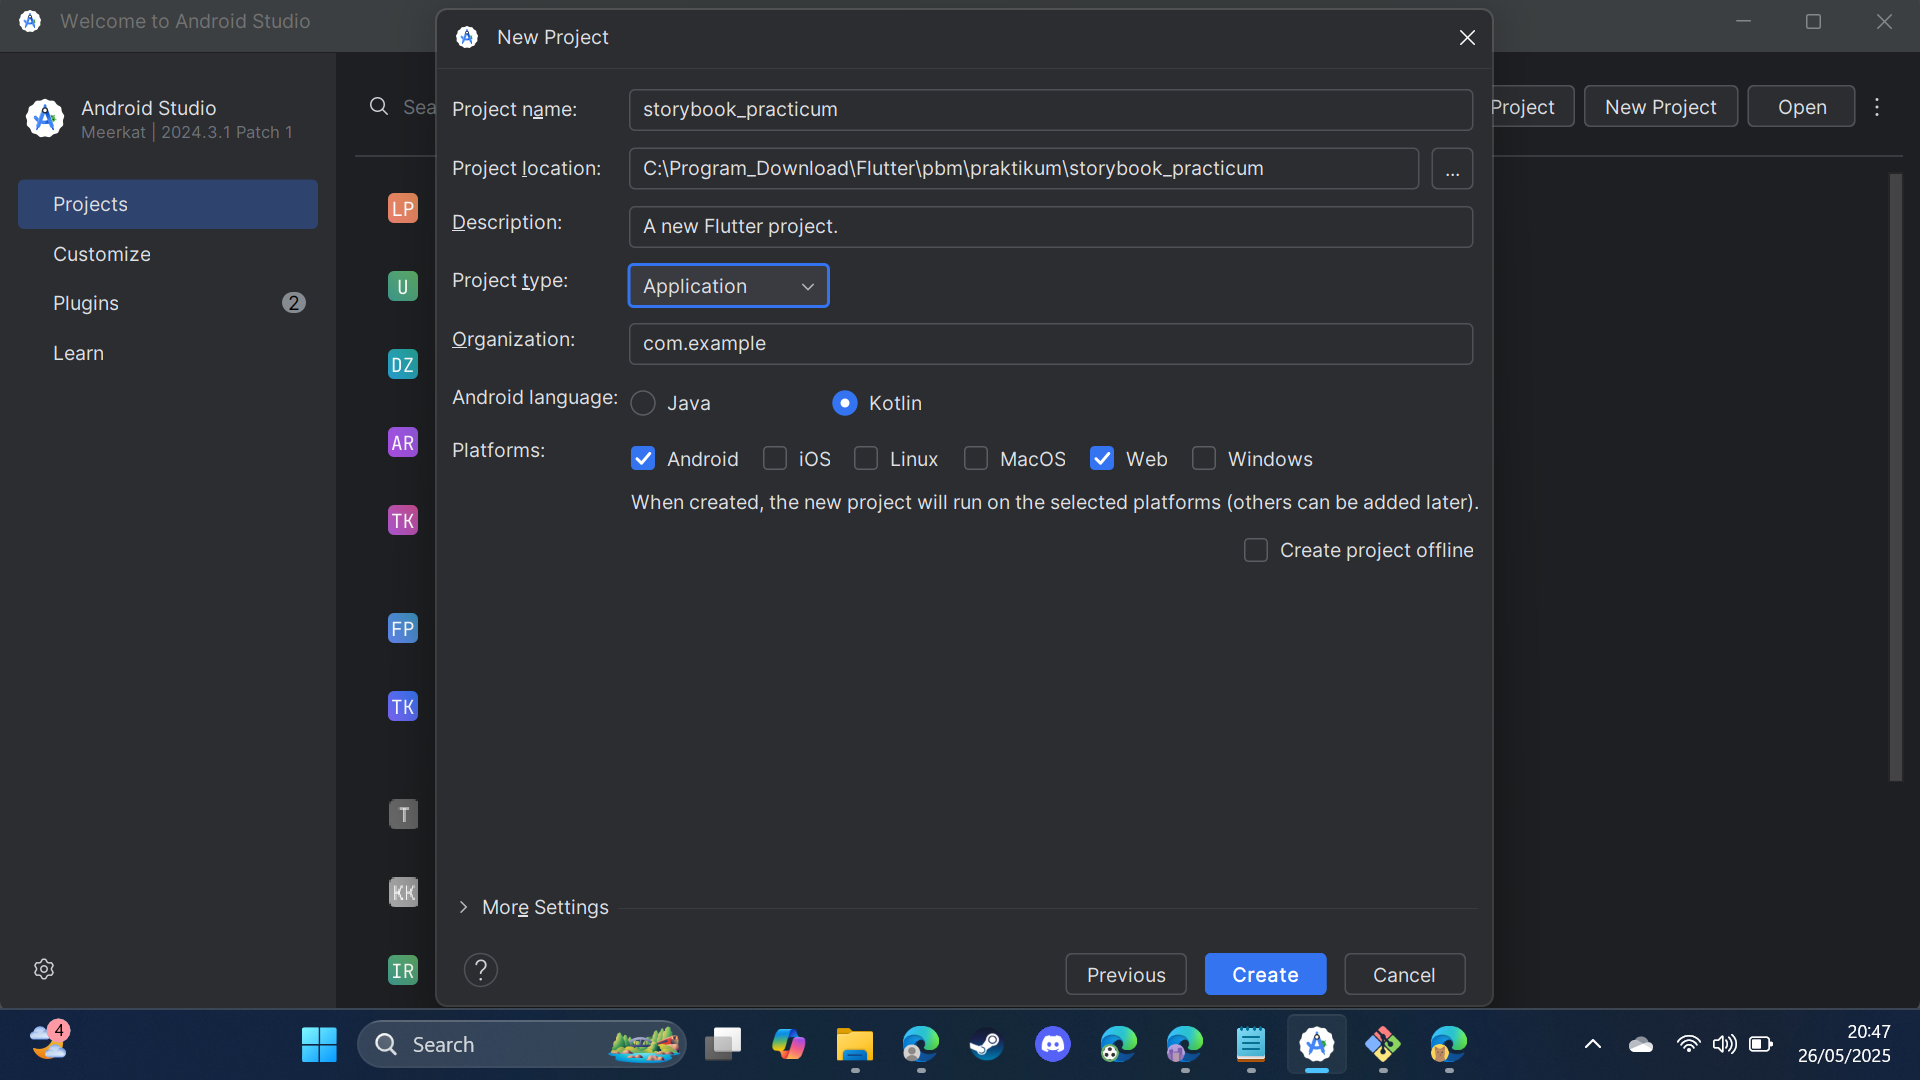 Welcome to Android Studio
New Project
Android Studio
Meerkat | 2024.3.1 Patch 1
Sea
Project
New Project
Open
Projects
Customize
Plugins
2
Learn
LP
U
DZ
AR
TK
FP
TK
T
KK
IR
Project name:
storybook_practicum
Project location:
C:\Program_Download\Flutter\pbm\praktikum\storybook_practicum
...
Description:
A new Flutter project.
Project type:
Application
Organization:
com.example
Android language:
Java
Kotlin
Platforms:
Android
iOS
Linux
MacOS
Web
Windows
When created, the new project will run on the selected platforms (others can be added later).
Create project offline
More Settings
?
Previous
Create
Cancel
4
Search
20:47
26/05/2025